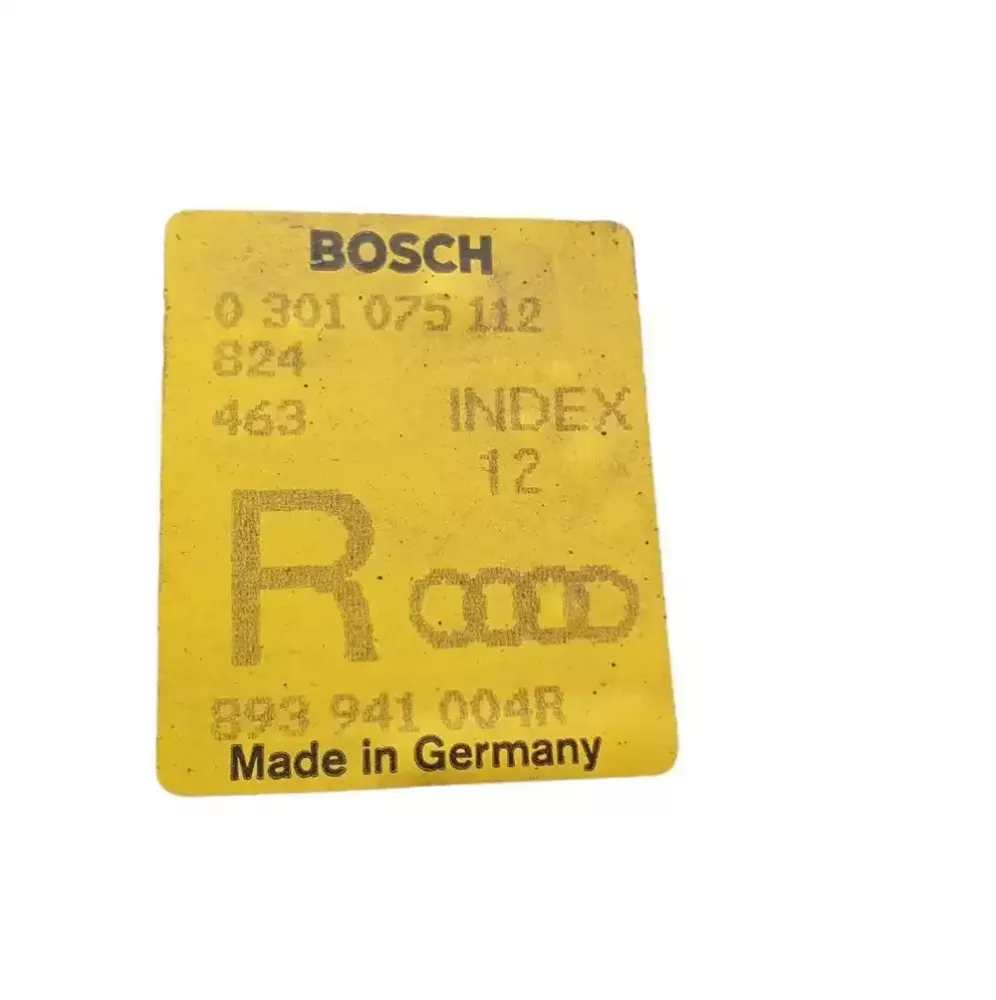 BOSCH
0 301 075 112
824
463
INDEX
12
R
893 941 004R
Made in Germany